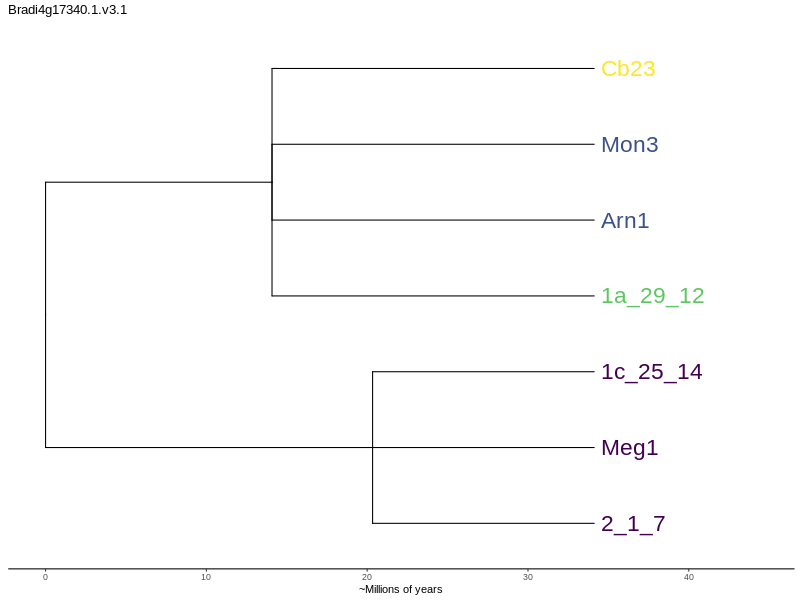 Bradi4g17340.1.v3.1
Cb23
Mon3
Arn1
1a_29_12
1c_25_14
Meg1
2_1_7
0 10 20 30 40
~Millions of years